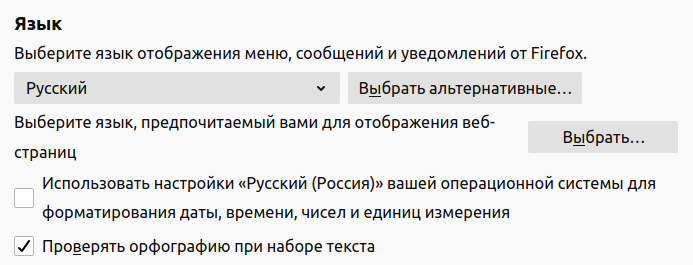 Язык
Выберите язык отображения меню, сообщений и уведомлений от Firefox.
Русский
Выбрать альтернативные…
Выберите язык, предпочитаемый вами для отображения веб-
страниц
Выбрать…
Использовать настройки «Русский (Россия)» вашей операционной системы для
форматирования даты, времени, чисел и единиц измерения
Проверять орфографию при наборе текста